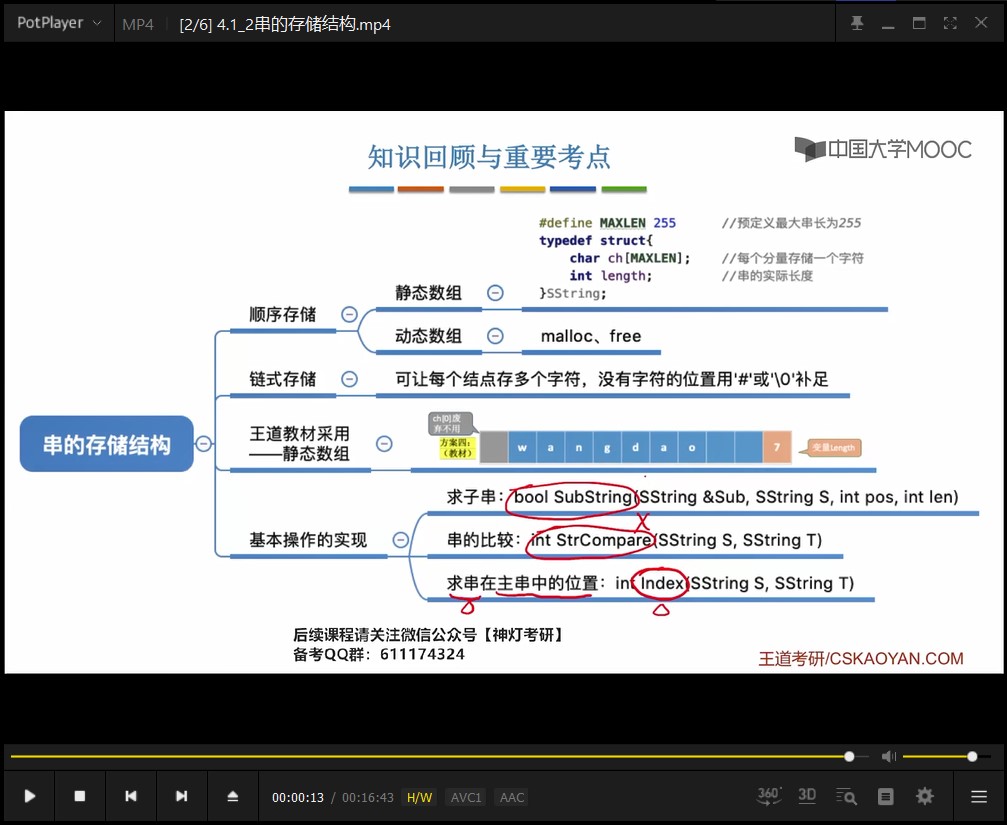 PotPlayer MP4 [2/6] 4.1_2串的存储结构.mp4
知识回顾与重要考点
中国大学MOOC
#define MAXLEN 255 //预定义最大串长为255
typedef struct{
char ch[MAXLEN]; //每个分量存储一个字符
int length; //串的实际长度
}SString;
静态数组
顺序存储
动态数组 malloc、free
链式存储 可让每个结点存多个字符，没有字符的位置用'#'或'\0'补足
串的存储结构
王道教材采用
——静态数组
ch[0]废
弃不用
方案四：
（教材）
w a n g d a o 7 变量Length
求子串：bool SubString(SString &Sub, SString S, int pos, int len)
基本操作的实现
串的比较：int StrCompare(SString S, SString T)
求串在主串中的位置：int Index(SString S, SString T)
后续课程请关注微信公众号【神灯考研】
备考QQ群：611174324
王道考研/CSKAOYAN.COM
00:00:13 / 00:16:43 H/W AVC1 AAC
360° 3D